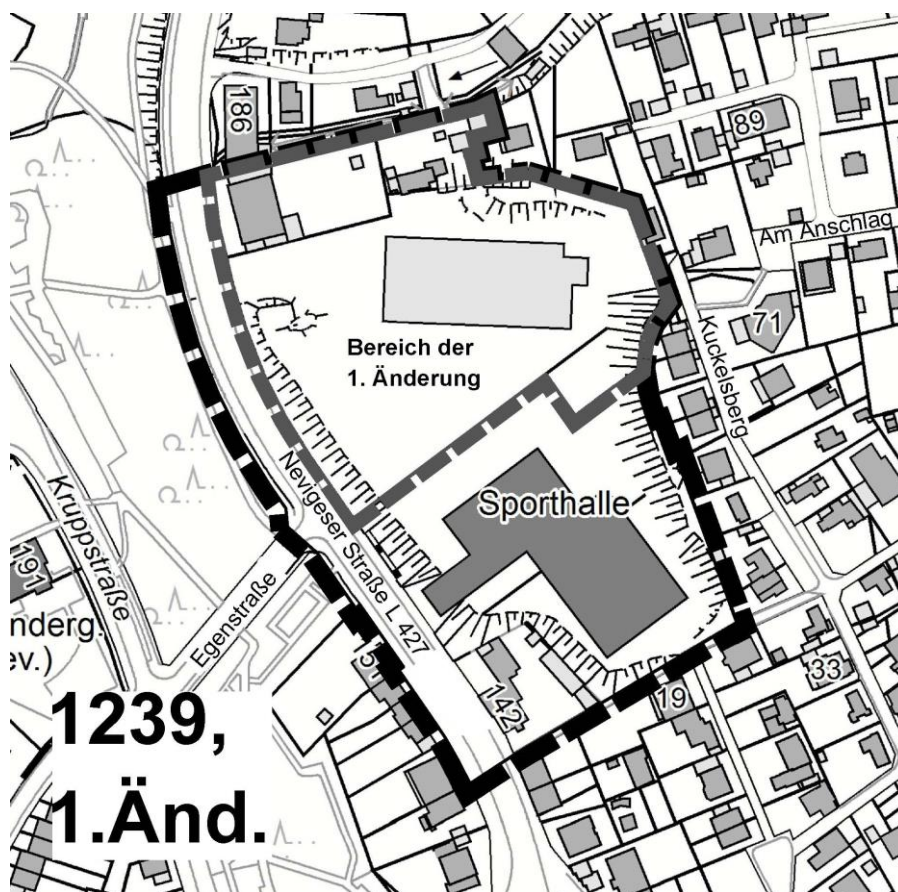 186
89
Am Anschlag
71
Bereich der
1. Änderung
Kuckelsberg
Sporthalle
Nevigeser Straße L 427
Kruppstraße
191
Egenstraße
nderg.
ev.)
15
142
19
33
1239,
1.Änd.